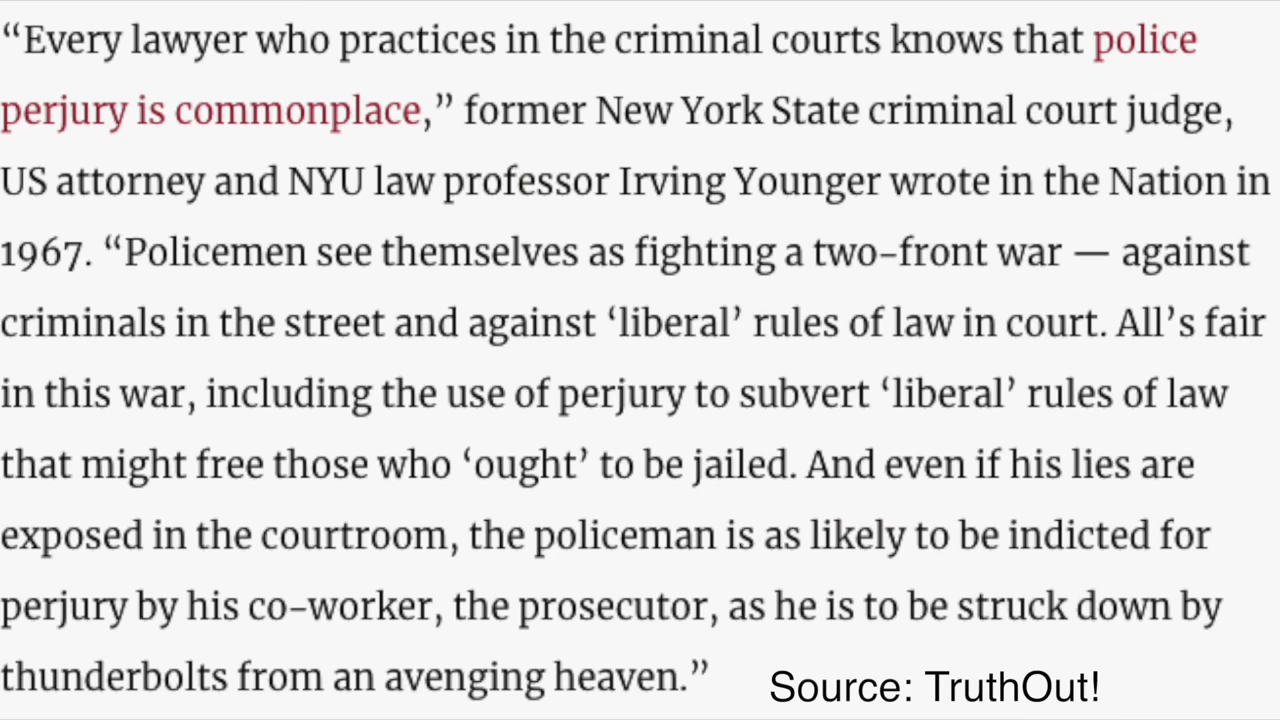 “Every lawyer who practices in the criminal courts knows that police
perjury is commonplace,” former New York State criminal court judge,
US attorney and NYU law professor Irving Younger wrote in the Nation in
1967. “Policemen see themselves as fighting a two-front war — against
criminals in the street and against ‘liberal’ rules of law in court. All’s fair
in this war, including the use of perjury to subvert ‘liberal’ rules of law
that might free those who ‘ought’ to be jailed. And even if his lies are
exposed in the courtroom, the policeman is as likely to be indicted for
perjury by his co-worker, the prosecutor, as he is to be struck down by
thunderbolts from an avenging heaven.”
Source: TruthOut!